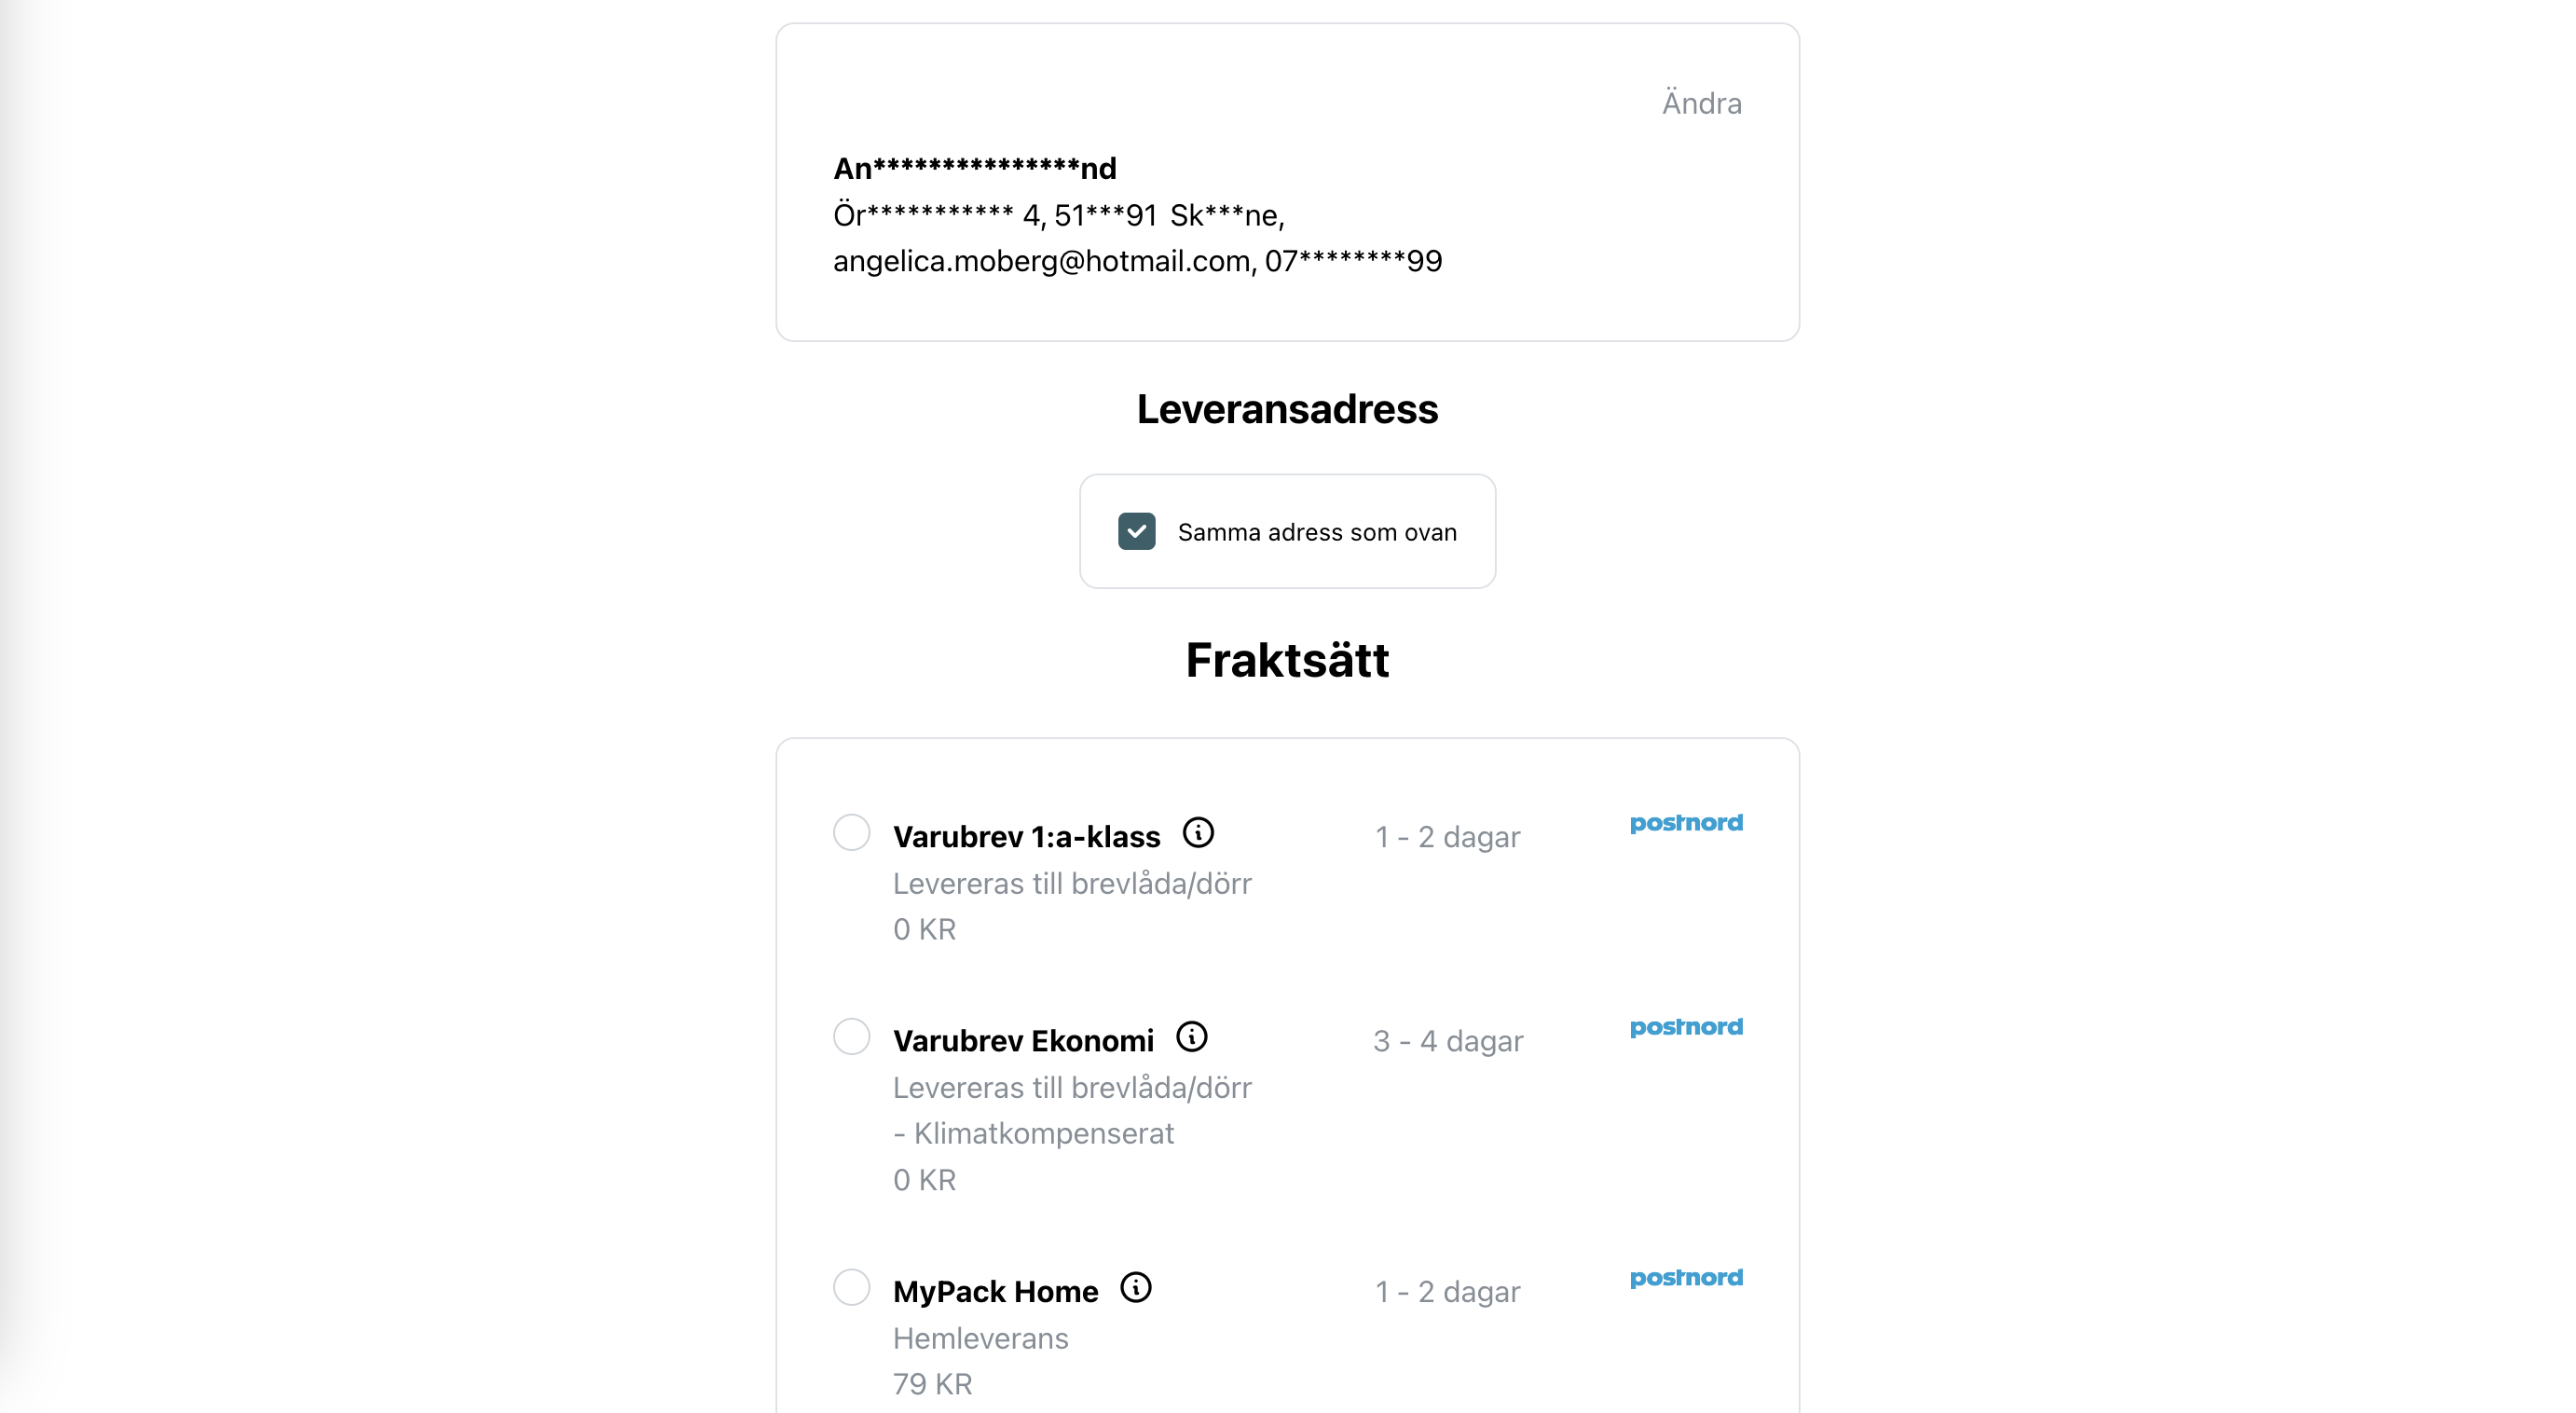 Ändra
An***************nd
Ör*********** 4, 51***91 Sk***ne,
angelica.moberg@hotmail.com, 07********99
Leveransadress
Samma adress som ovan
Fraktsätt
Varubrev 1:a-klass 1 - 2 dagar postnord
Levereras till brevlåda/dörr
0 KR
Varubrev Ekonomi 3 - 4 dagar postnord
Levereras till brevlåda/dörr
- Klimatkompenserat
0 KR
MyPack Home 1 - 2 dagar postnord
Hemleverans
79 KR